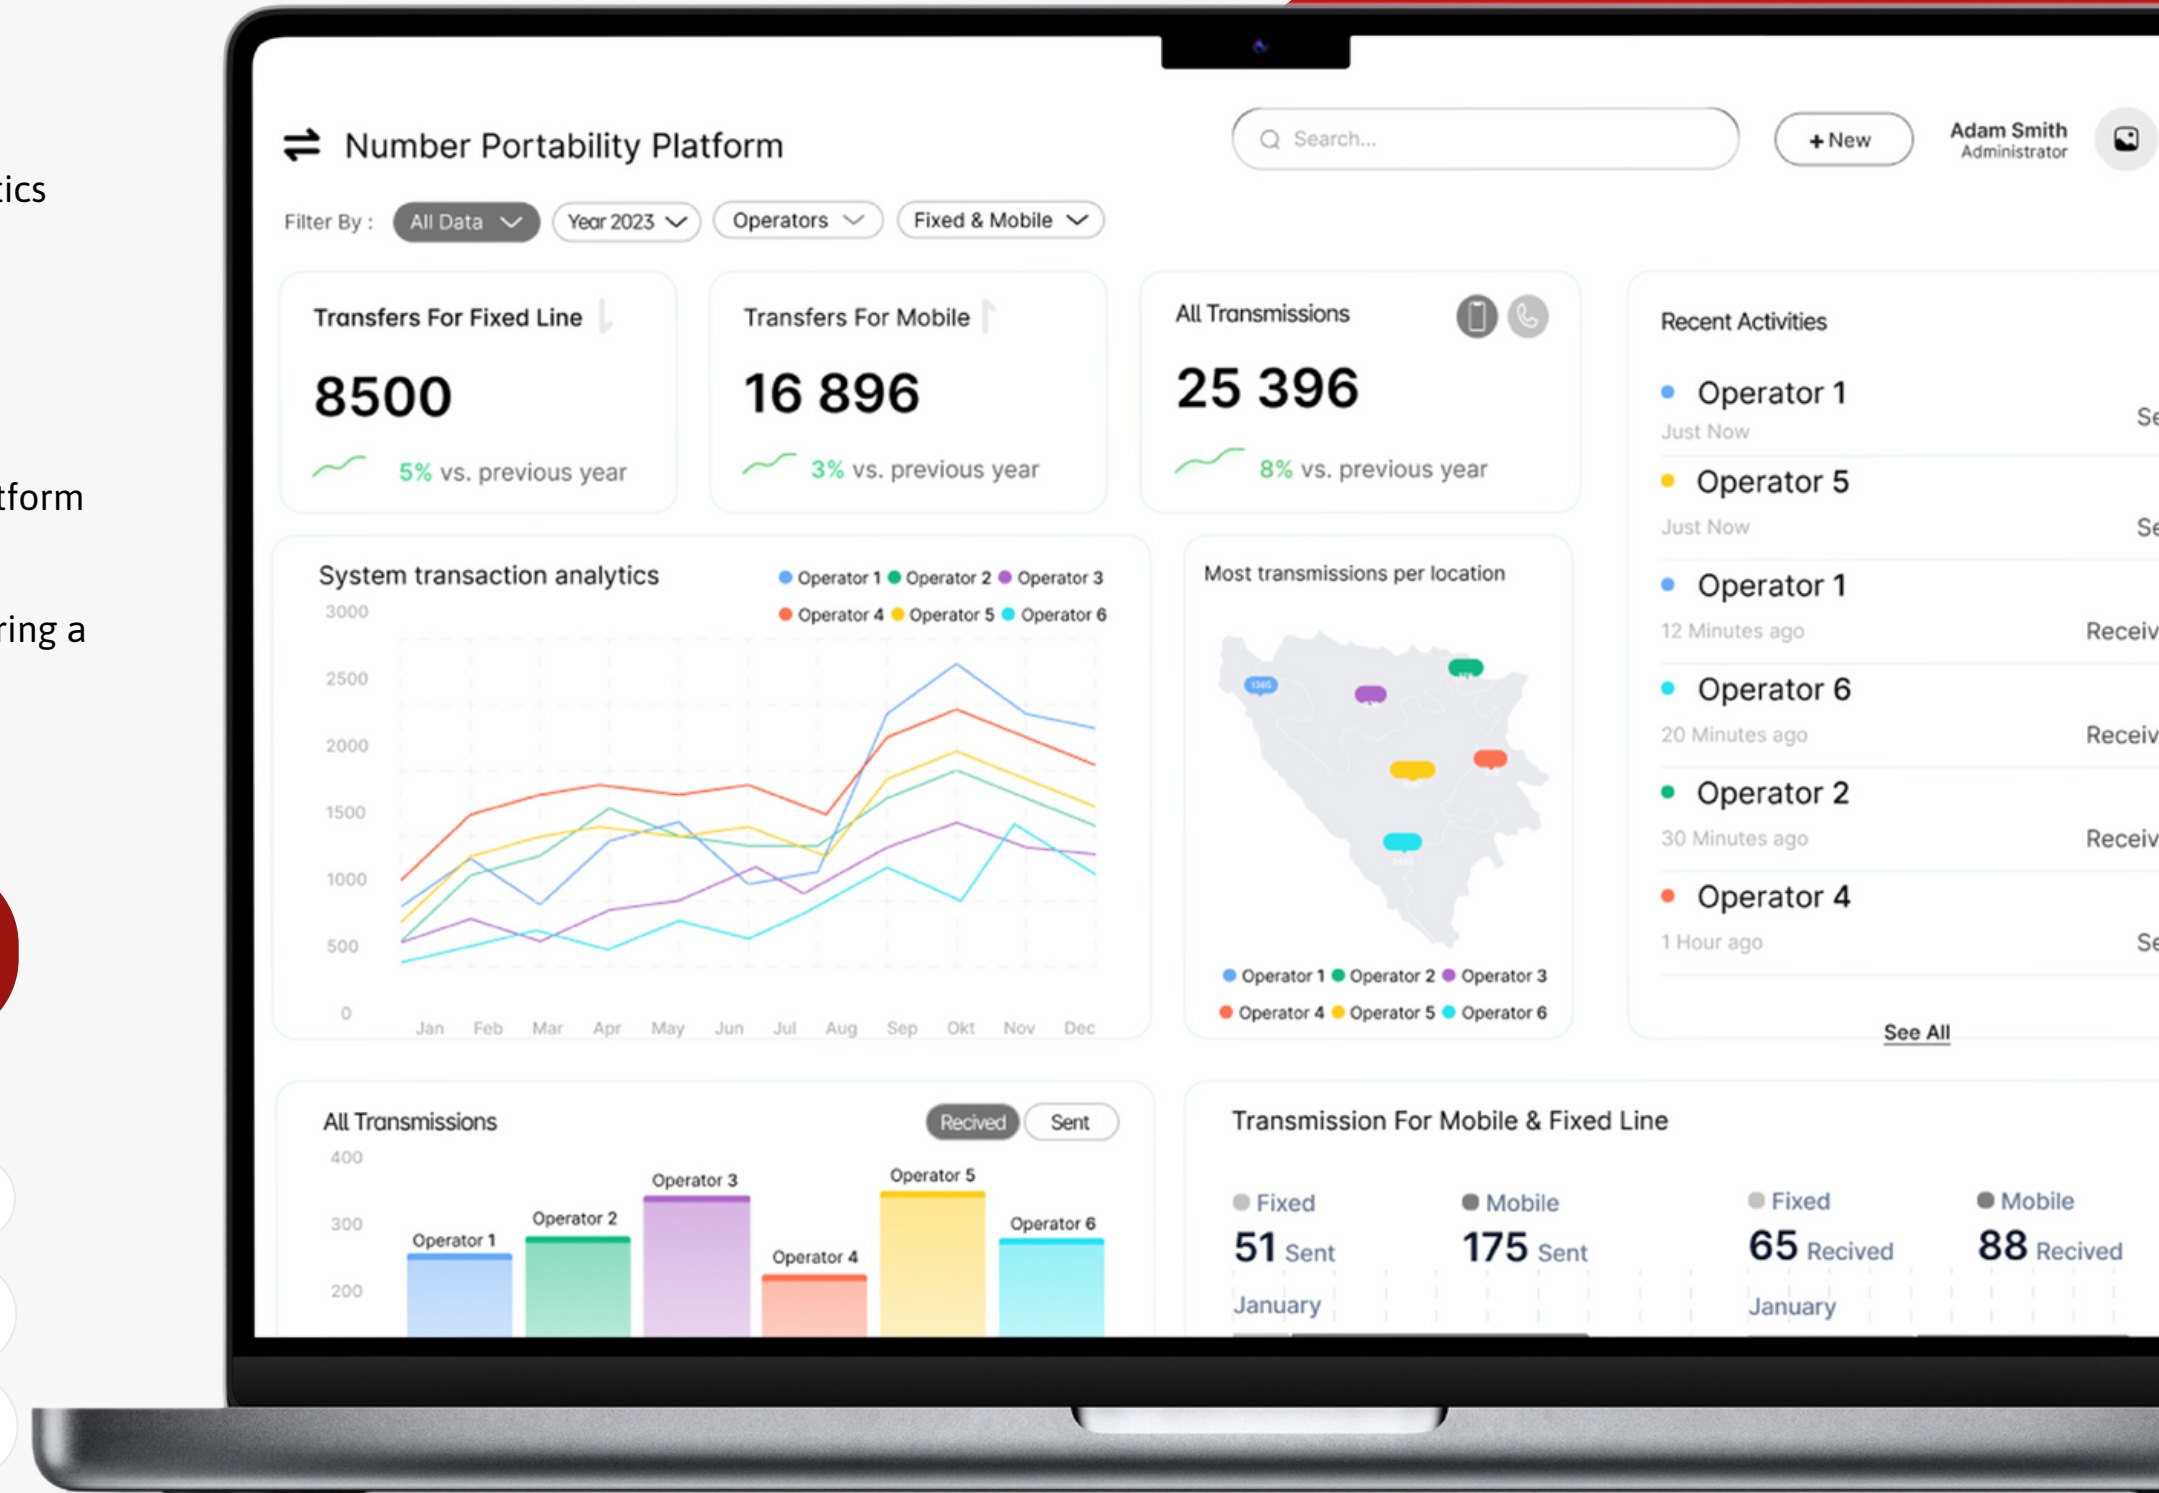 tics
tform
ring a
Number Portability Platform
Search...
+ New
Adam Smith
Administrator
Filter By :
All Data
Year 2023
Operators
Fixed & Mobile
Transfers For Fixed Line
8500
5% vs. previous year
Transfers For Mobile
16 896
3% vs. previous year
All Transmissions
25 396
8% vs. previous year
System transaction analytics
Operator 1 Operator 2 Operator 3
Operator 4 Operator 5 Operator 6
3000
2500
2000
1500
1000
500
0
Jan Feb Mar Apr May Jun Jul Aug Sep Okt Nov Dec
Most transmissions per location
Operator 1 Operator 2 Operator 3
Operator 4 Operator 5 Operator 6
Recent Activities
Operator 1
Just Now
Se
Operator 5
Just Now
Se
Operator 1
12 Minutes ago
Receiv
Operator 6
20 Minutes ago
Receiv
Operator 2
30 Minutes ago
Receiv
Operator 4
1 Hour ago
Se
See All
All Transmissions
Recived
Sent
400
300
200
Operator 1
Operator 2
Operator 3
Operator 4
Operator 5
Operator 6
Transmission For Mobile & Fixed Line
Fixed
51 Sent
Mobile
175 Sent
January
Fixed
65 Recived
Mobile
88 Recived
January